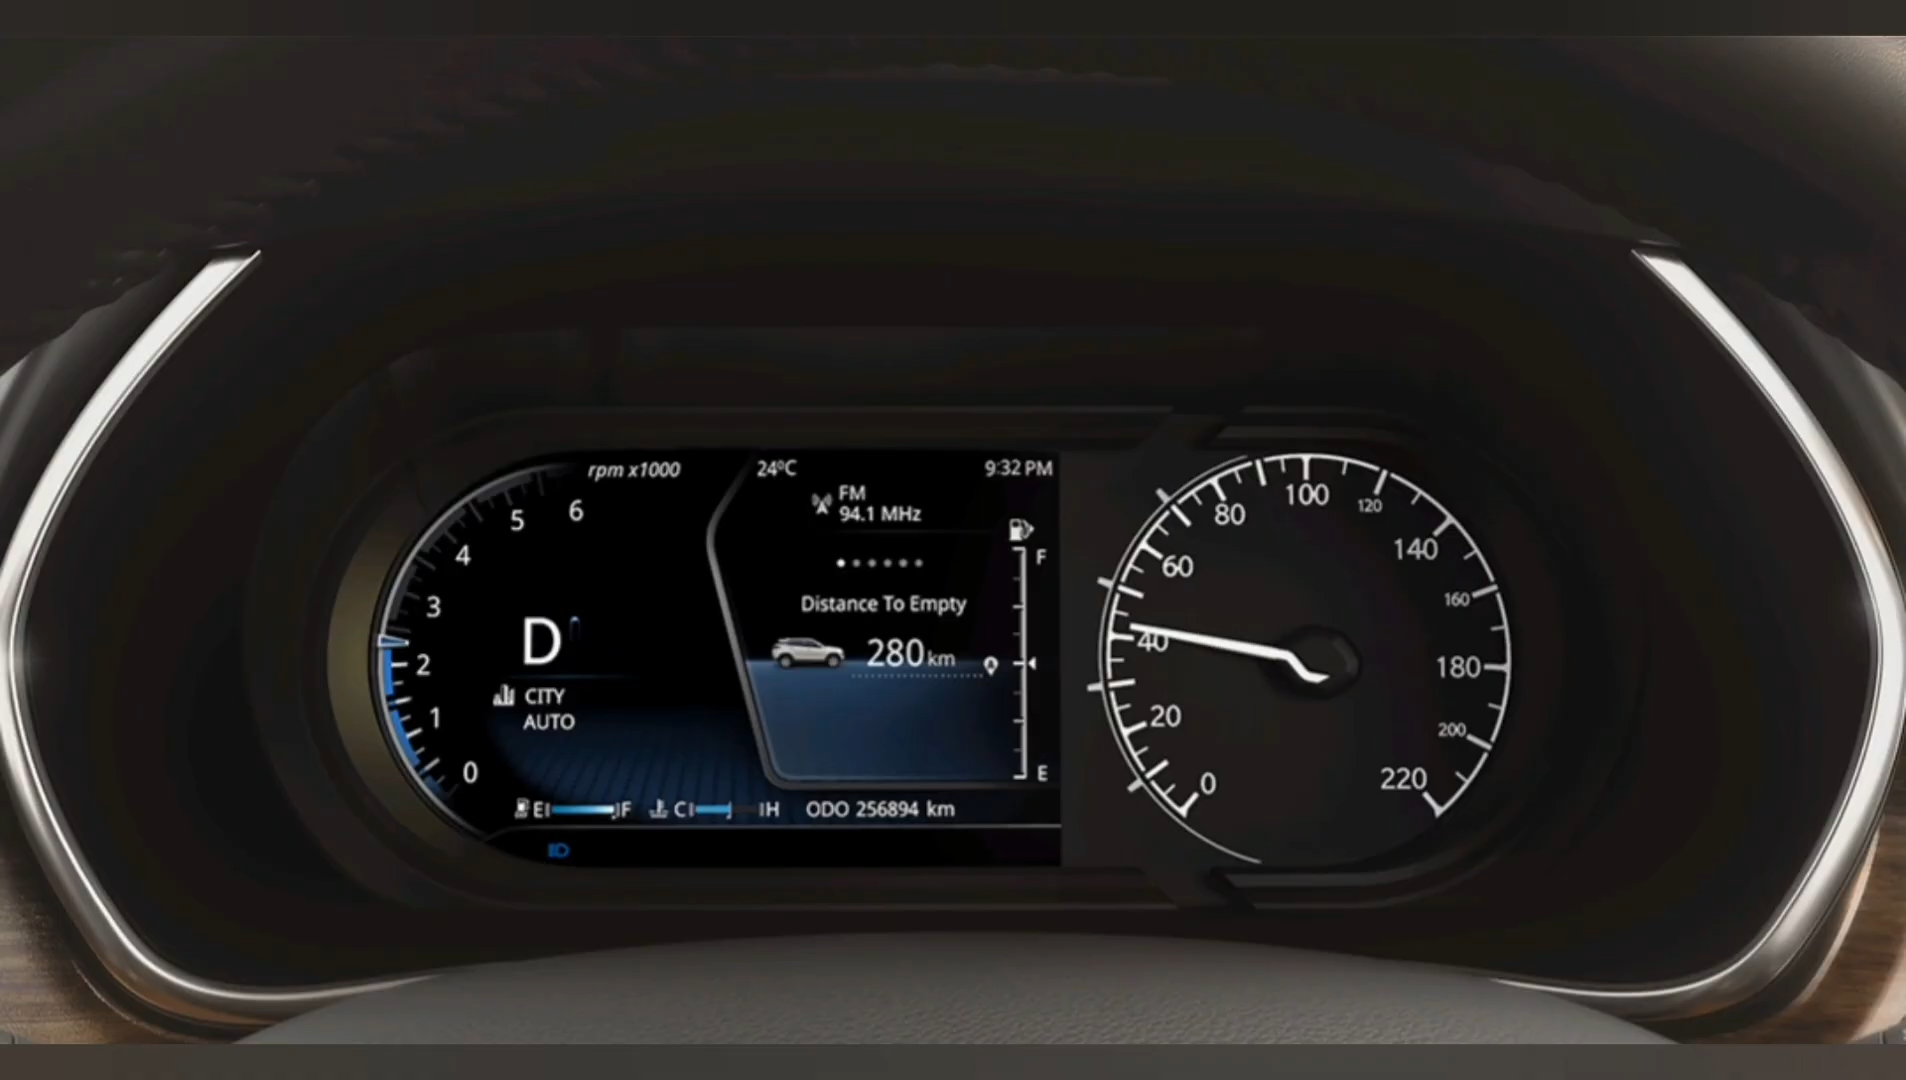 rpm x1000
6
5
4
3
2
1
0
D
CITY
AUTO
24°C
9:32 PM
FM
94.1 MHz
F
Distance To Empty
280 km
E
E F
C H
ODO 256894 km
0
20
40
60
80
100
120
140
160
180
200
220